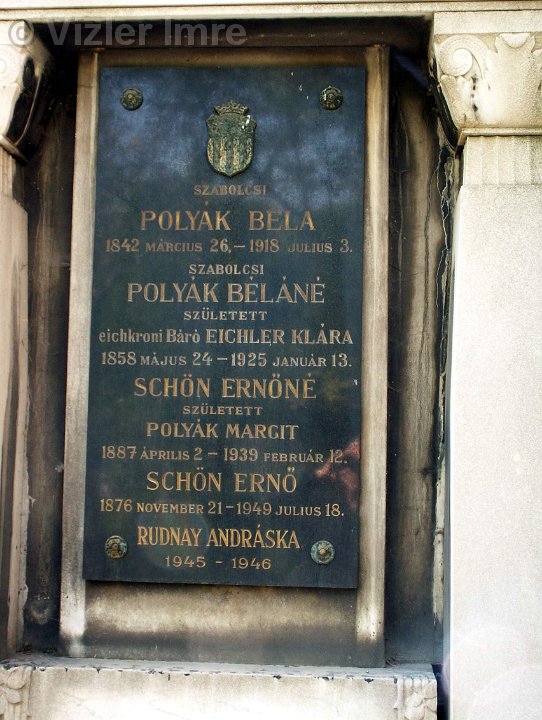 © Vizler Imre
SZABOLCSI
POLYÁK BÉLA
1842 MÁRCIUS 26.–1918 JULIUS 3.
SZABOLCSI
POLYÁK BÉLÁNÉ
SZÜLETETT
eichkroni Báró EICHLER KLÁRA
1858 MÁJUS 24–1925 JANUÁR 13.
SCHÖN ERNŐNÉ
SZÜLETETT
POLYÁK MARGIT
1887 ÁPRILIS 2–1939 FEBRUÁR 12.
SCHÖN ERNŐ
1876 NOVEMBER 21–1949 JULIUS 18.
RUDNAY ANDRÁSKA
1945 - 1946